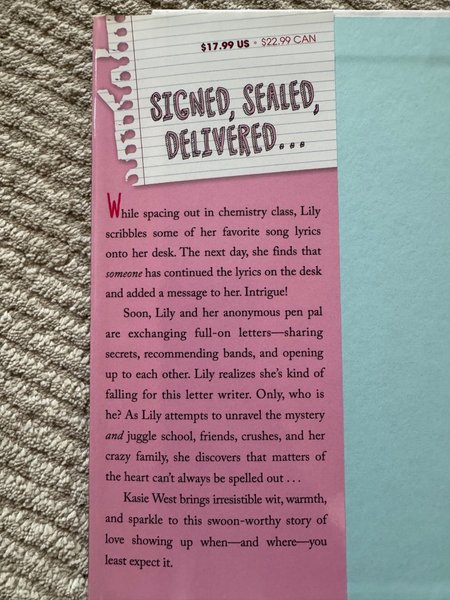 $17.99 US • $22.99 CAN
SIGNED, SEALED,
DELIVERED...
While spacing out in chemistry class, Lily
scribbles some of her favorite song lyrics
onto her desk. The next day, she finds that
someone has continued the lyrics on the desk
and added a message to her. Intrigue!
Soon, Lily and her anonymous pen pal
are exchanging full-on letters—sharing
secrets, recommending bands, and opening
up to each other. Lily realizes she's kind of
falling for this letter writer. Only, who is
he? As Lily attempts to unravel the mystery
and juggle school, friends, crushes, and her
crazy family, she discovers that matters of
the heart can't always be spelled out . . .
Kasie West brings irresistible wit, warmth,
and sparkle to this swoon-worthy story of
love showing up when—and where—you
least expect it.